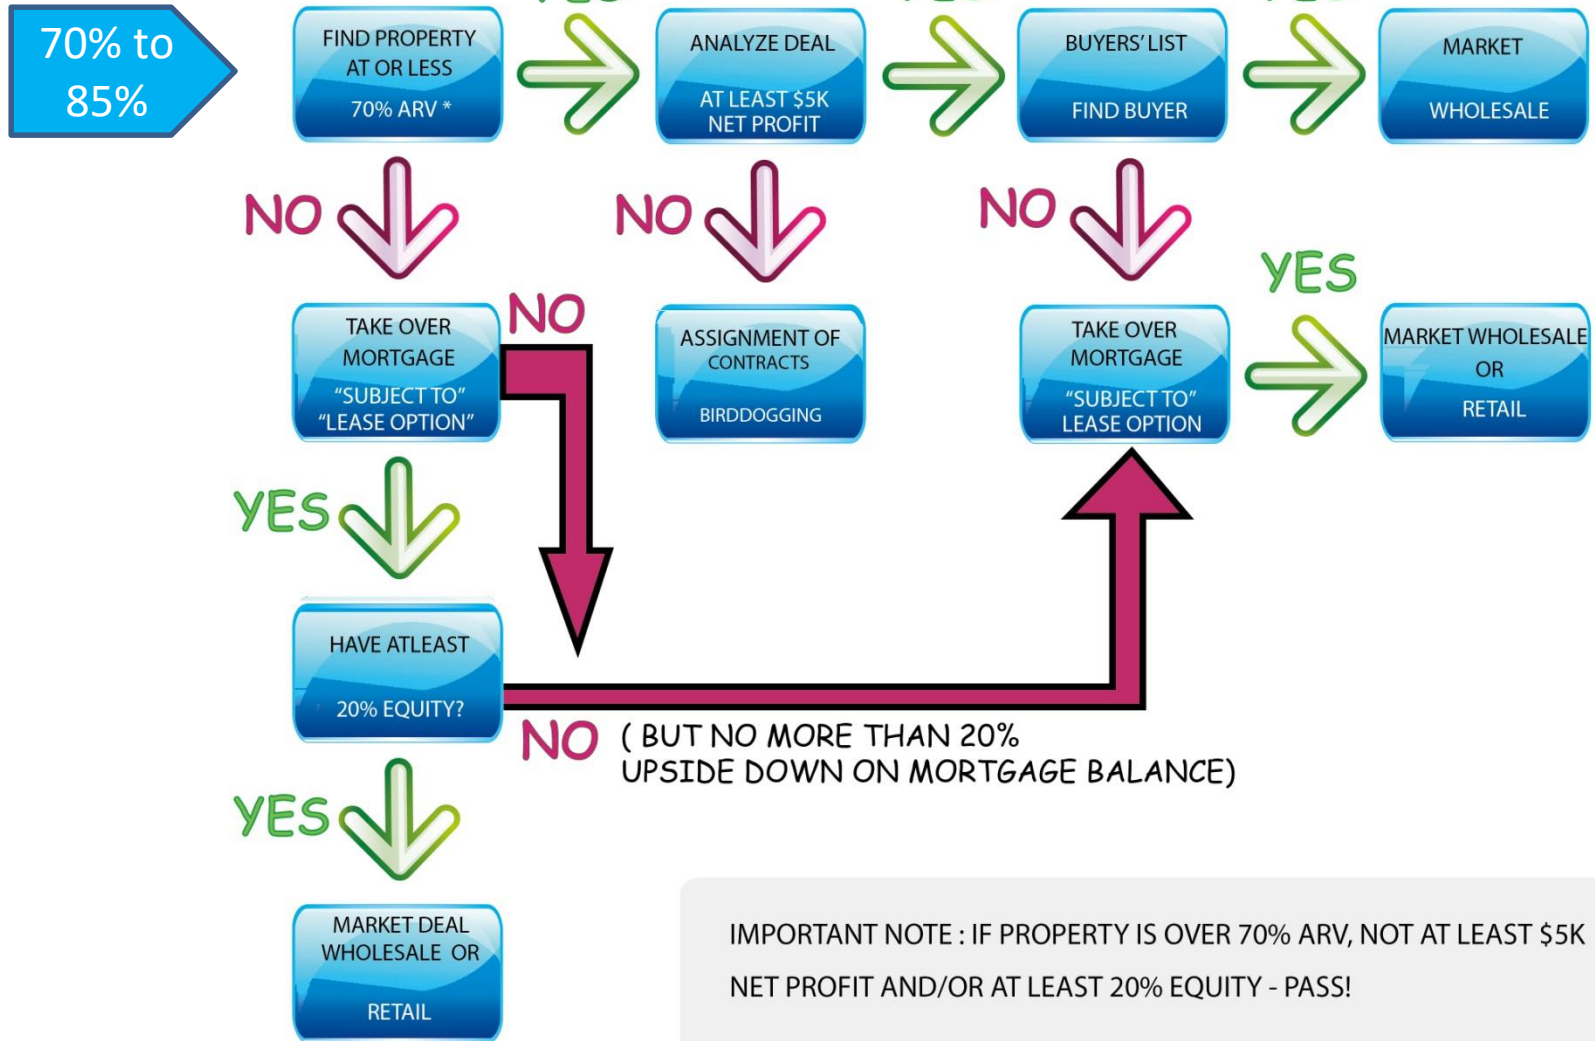 70% to
85%
FIND PROPERTY
AT OR LESS
70% ARV *
ANALYZE DEAL
AT LEAST $5K
NET PROFIT
BUYERS' LIST
FIND BUYER
MARKET
WHOLESALE
NO
NO
NO
TAKE OVER
MORTGAGE
"SUBJECT TO"
"LEASE OPTION"
NO
ASSIGNMENT OF
CONTRACTS
BIRDDOGGING
TAKE OVER
MORTGAGE
"SUBJECT TO"
LEASE OPTION
YES
MARKET WHOLESALE
OR
RETAIL
YES
HAVE ATLEAST
20% EQUITY?
NO
( BUT NO MORE THAN 20%
UPSIDE DOWN ON MORTGAGE BALANCE)
YES
MARKET DEAL
WHOLESALE OR
RETAIL
IMPORTANT NOTE : IF PROPERTY IS OVER 70% ARV, NOT AT LEAST $5K
NET PROFIT AND/OR AT LEAST 20% EQUITY - PASS!